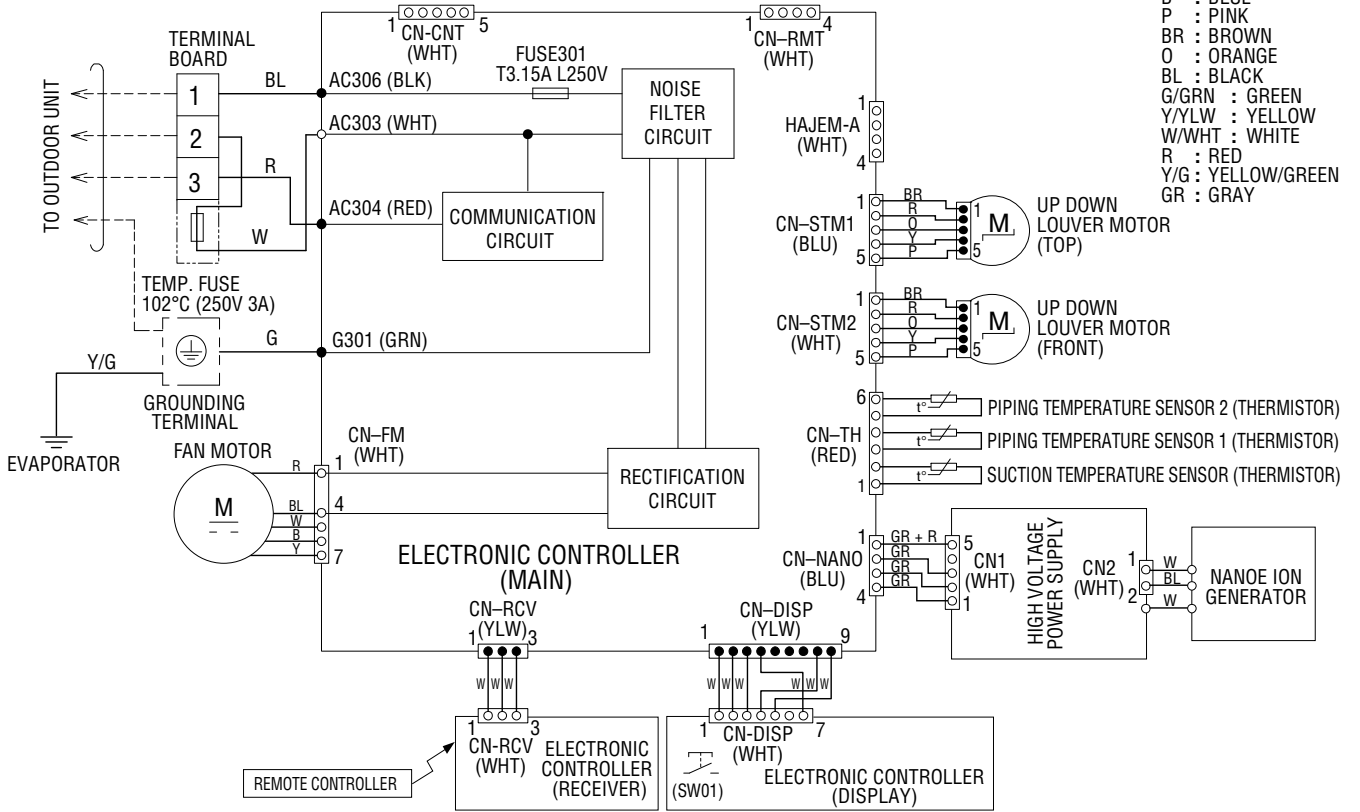 B : BLUE
P : PINK
BR : BROWN
O : ORANGE
BL : BLACK
G/GRN : GREEN
Y/YLW : YELLOW
W/WHT : WHITE
R : RED
Y/G : YELLOW/GREEN
GR : GRAY
1 5
CN-CNT
(WHT)
1 4
CN–RMT
(WHT)
TERMINAL
BOARD
TO OUTDOOR UNIT
1
2
3
BL
R
W
AC306 (BLK)
FUSE301
T3.15A L250V
AC303 (WHT)
AC304 (RED)
NOISE
FILTER
CIRCUIT
COMMUNICATION
CIRCUIT
TEMP. FUSE
102°C (250V 3A)
G
G301 (GRN)
Y/G
GROUNDING
TERMINAL
EVAPORATOR
FAN MOTOR
M
R
BL
W
B
Y
CN–FM
(WHT)
1
4
7
RECTIFICATION
CIRCUIT
ELECTRONIC CONTROLLER
(MAIN)
1
HAJEM-A
(WHT)
4
1
CN–STM1
(BLU)
5
BR
R
O
Y
P
1
5
M
UP DOWN
LOUVER MOTOR
(TOP)
1
CN–STM2
(WHT)
5
BR
R
O
Y
P
1
5
M
UP DOWN
LOUVER MOTOR
(FRONT)
6
CN–TH
(RED)
1
t° PIPING TEMPERATURE SENSOR 2 (THERMISTOR)
t° PIPING TEMPERATURE SENSOR 1 (THERMISTOR)
t° SUCTION TEMPERATURE SENSOR (THERMISTOR)
1
CN–NANO
(BLU)
4
GR + R
GR
GR
GR
5
CN1
(WHT)
1
HIGH VOLTAGE
POWER SUPPLY
CN2
(WHT)
1
2
W
BL
W
NANOE ION
GENERATOR
CN–RCV
(YLW)
1 3
W W W
1 3
CN-RCV
(WHT)
ELECTRONIC
CONTROLLER
(RECEIVER)
REMOTE CONTROLLER
CN–DISP
(YLW)
1 9
W W W W W W
1 7
CN-DISP
(WHT)
(SW01)
ELECTRONIC CONTROLLER
(DISPLAY)